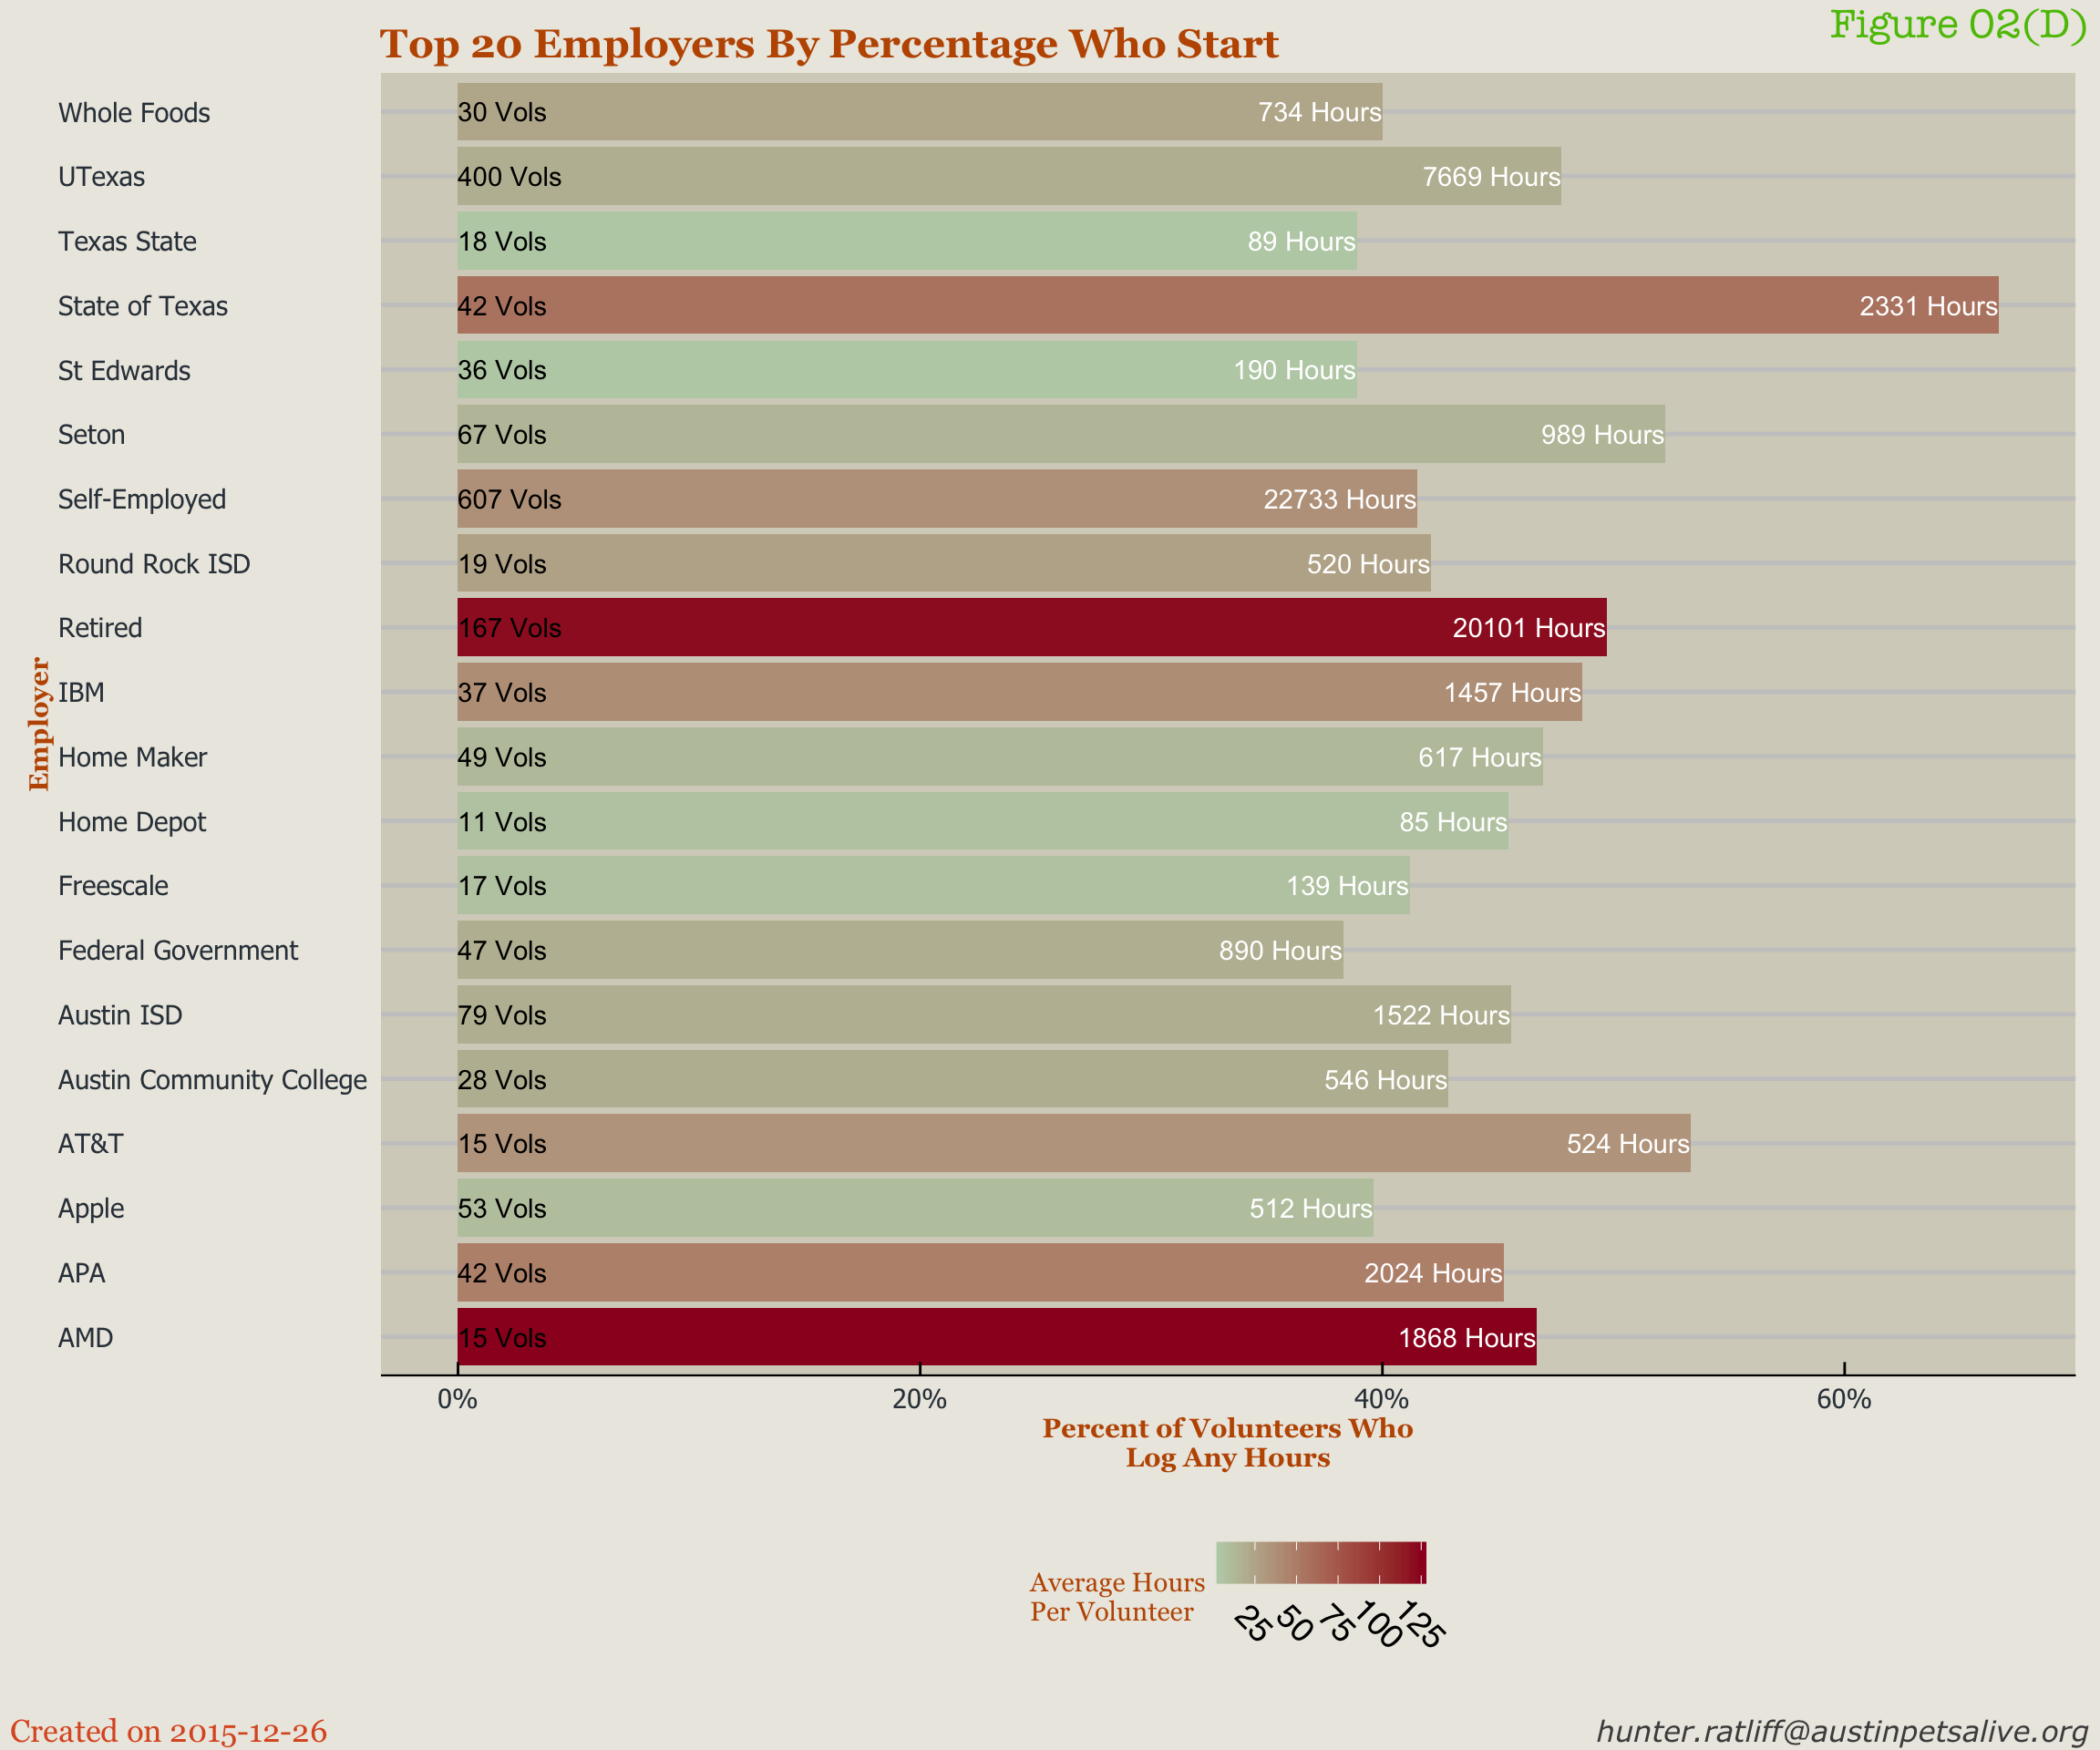 Figure 02(D)
Top 20 Employers By Percentage Who Start
Whole Foods 30 Vols 734 Hours
UTexas 400 Vols 7669 Hours
Texas State 18 Vols 89 Hours
State of Texas 42 Vols 2331 Hours
St Edwards 36 Vols 190 Hours
Seton 67 Vols 989 Hours
Self-Employed 607 Vols 22733 Hours
Round Rock ISD 19 Vols 520 Hours
Retired 167 Vols 20101 Hours
IBM 37 Vols 1457 Hours
Home Maker 49 Vols 617 Hours
Home Depot 11 Vols 85 Hours
Freescale 17 Vols 139 Hours
Federal Government 47 Vols 890 Hours
Austin ISD 79 Vols 1522 Hours
Austin Community College 28 Vols 546 Hours
AT&T 15 Vols 524 Hours
Apple 53 Vols 512 Hours
APA 42 Vols 2024 Hours
AMD 15 Vols 1868 Hours
Employer
0% 20% 40% 60%
Percent of Volunteers Who
Log Any Hours
Average Hours
Per Volunteer
25 50 75 100 125
Created on 2015-12-26
hunter.ratliff@austinpetsalive.org